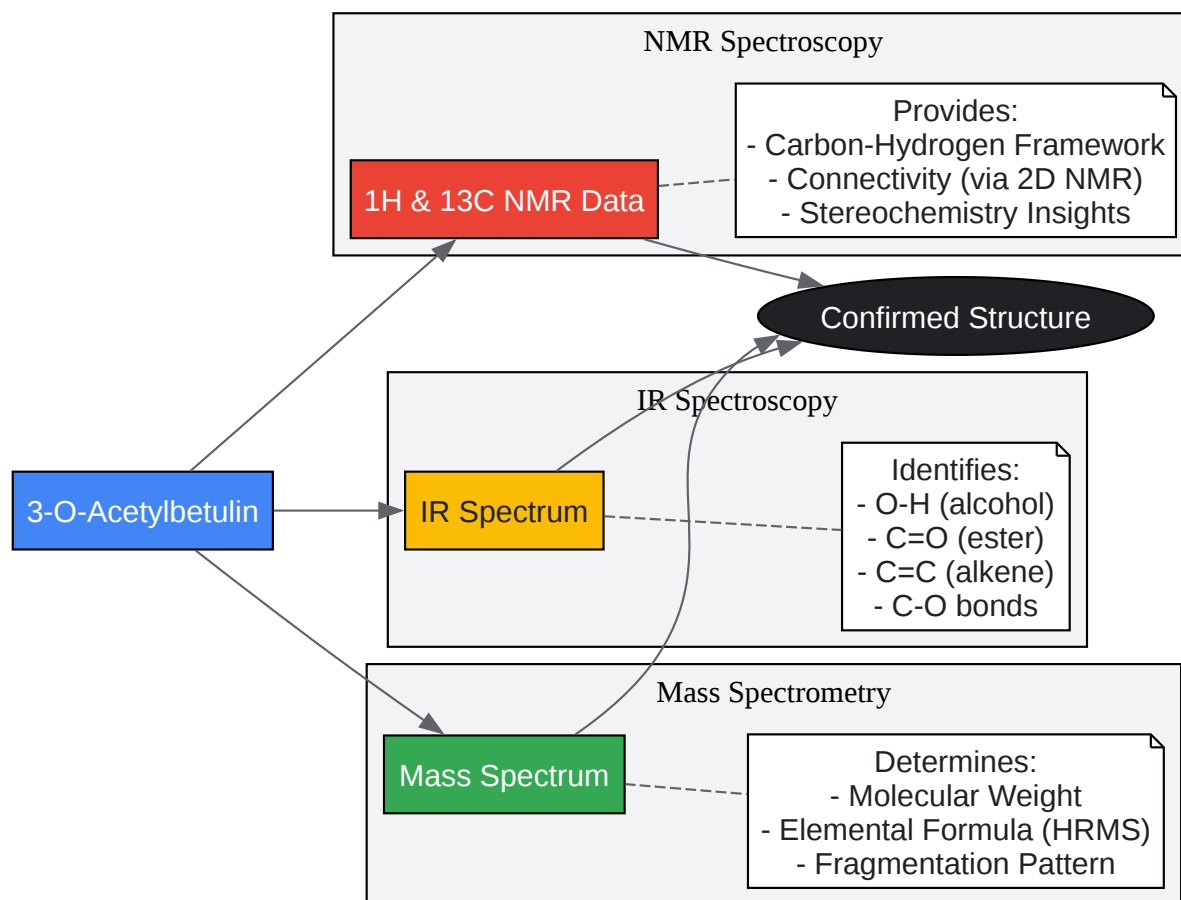 NMR Spectroscopy
Provides:
- Carbon-Hydrogen Framework
- Connectivity (via 2D NMR)
- Stereochemistry Insights
1H & 13C NMR Data
Confirmed Structure
IR Spectroscopy
3-O-Acetylbetulin
IR Spectrum
Identifies:
- O-H (alcohol)
- C=O (ester)
- C=C (alkene)
- C-O bonds
Mass Spectrometry
Mass Spectrum
Determines:
- Molecular Weight
- Elemental Formula (HRMS)
- Fragmentation Pattern